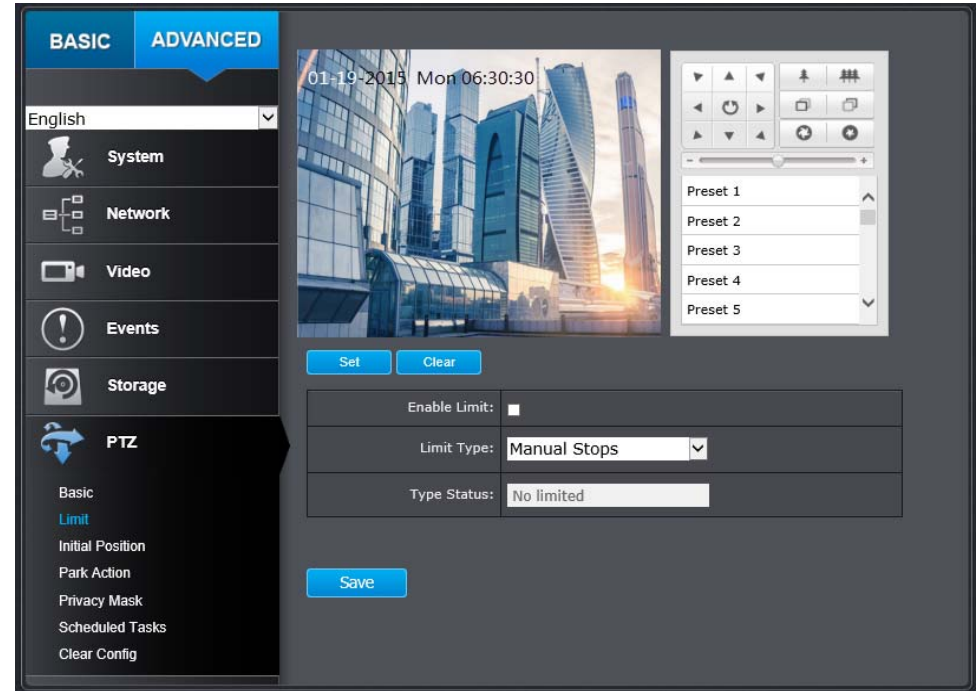 BASIC ADVANCED
English
System
Network
Video
Events
Storage
PTZ
Basic
Limit
Initial Position
Park Action
Privacy Mask
Scheduled Tasks
Clear Config
01-19-2015 Mon 06:30:30
- +
Preset 1
Preset 2
Preset 3
Preset 4
Preset 5
Set Clear
Enable Limit:
Limit Type: Manual Stops
Type Status: No limited
Save